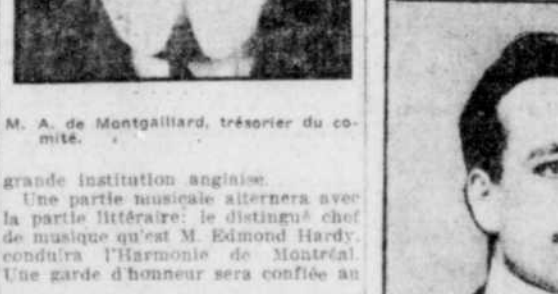 M. A. de Montgaillard, trésorier du co-
mité.
grande institution anglaise.
Une partie musicale alternera avec
la partie littéraire: le distingué chef
de musique qu'est M. Edmond Hardy,
conduira l'Harmonie de Montréal.
Une garde d'honneur sera confiée au